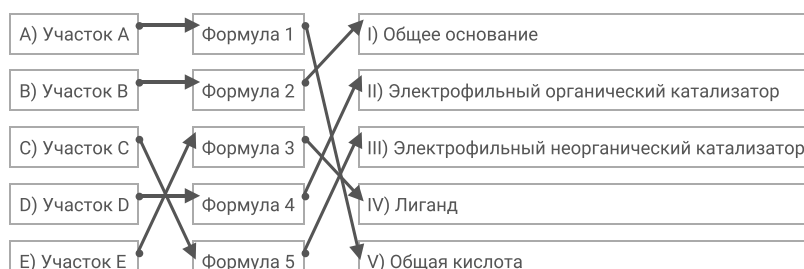 A) Участок A Формула 1 I) Общее основание
B) Участок B Формула 2 II) Электрофильный органический катализатор
C) Участок C Формула 3 III) Электрофильный неорганический катализатор
D) Участок D Формула 4 IV) Лиганд
E) Участок E Формула 5 V) Общая кислота